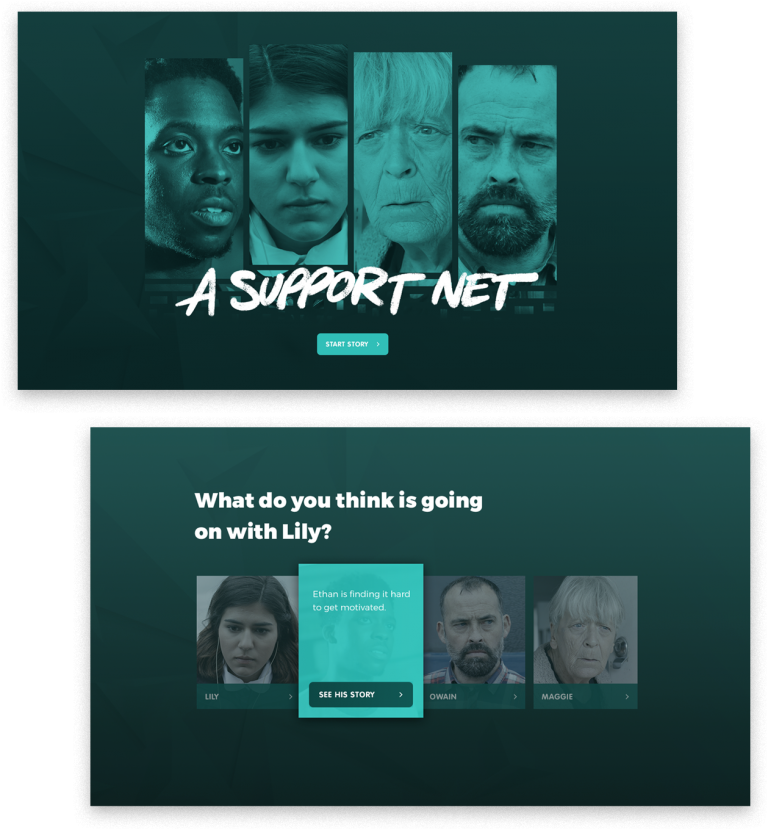 A SUPPORT NET
START STORY >
What do you think is going
on with Lily?
Ethan is finding it hard
to get motivated.
SEE HIS STORY >
LILY >
OWAIN >
MAGGIE >